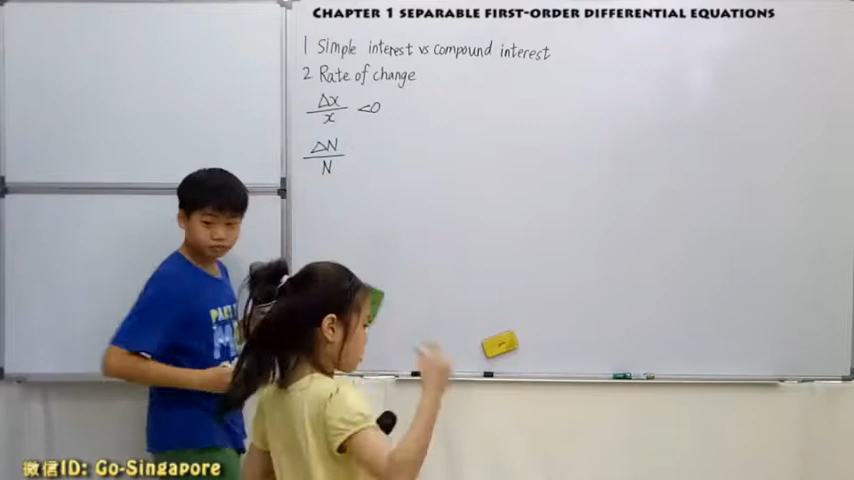 CHAPTER 1 SEPARABLE FIRST-ORDER DIFFERENTIAL EQUATIONS
1 Simple interest vs compound interest
2 Rate of change
Δx/x <0
ΔN/N
微信ID: Go-Singapore